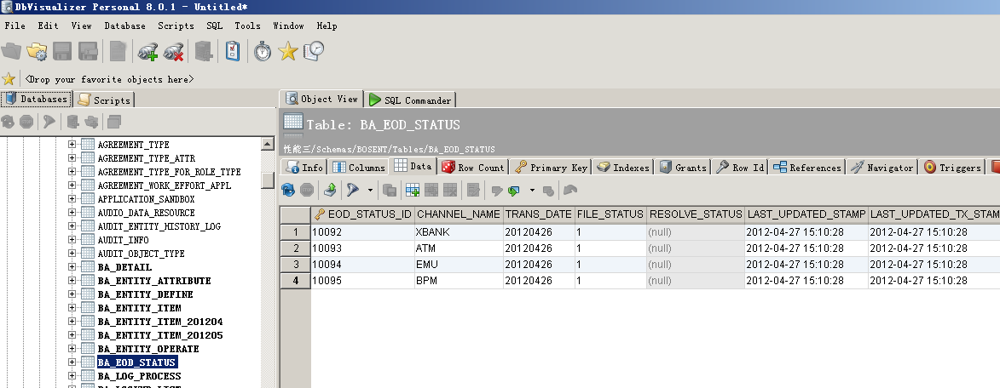 DbVisualizer Personal 8.0.1 - Untitled*
File Edit View Database Scripts SQL Tools Window Help
<Drop your favorite objects here>
Databases Scripts
AGREEMENT_TYPE
AGREEMENT_TYPE_ATTR
AGREEMENT_TYPE_FOR_ROLE_TYPE
AGREEMENT_WORK_EFFORT_APPL
APPLICATION_SANDBOX
AUDIO_DATA_RESOURCE
AUDIT_ENTITY_HISTORY_LOG
AUDIT_INFO
AUDIT_OBJECT_TYPE
BA_DETAIL
BA_ENTITY_ATTRIBUTE
BA_ENTITY_DEFINE
BA_ENTITY_ITEM
BA_ENTITY_ITEM_201204
BA_ENTITY_ITEM_201205
BA_ENTITY_OPERATE
BA_EOD_STATUS
BA_LOG_PROCESS
Object View SQL Commander
Table: BA_EOD_STATUS
性能三/Schemas/BOSENT/Tables/BA_EOD_STATUS
Info Columns Data Row Count Primary Key Indexes Grants Row Id References Navigator Triggers
EOD_STATUS_ID CHANNEL_NAME TRANS_DATE FILE_STATUS RESOLVE_STATUS LAST_UPDATED_STAMP LAST_UPDATED_TX_STAM
1 10092 XBANK 20120426 1 (null) 2012-04-27 15:10:28 2012-04-27 15:10:28
2 10093 ATM 20120426 1 (null) 2012-04-27 15:10:28 2012-04-27 15:10:28
3 10094 EMU 20120426 1 (null) 2012-04-27 15:10:28 2012-04-27 15:10:28
4 10095 BPM 20120426 1 (null) 2012-04-27 15:10:28 2012-04-27 15:10:28